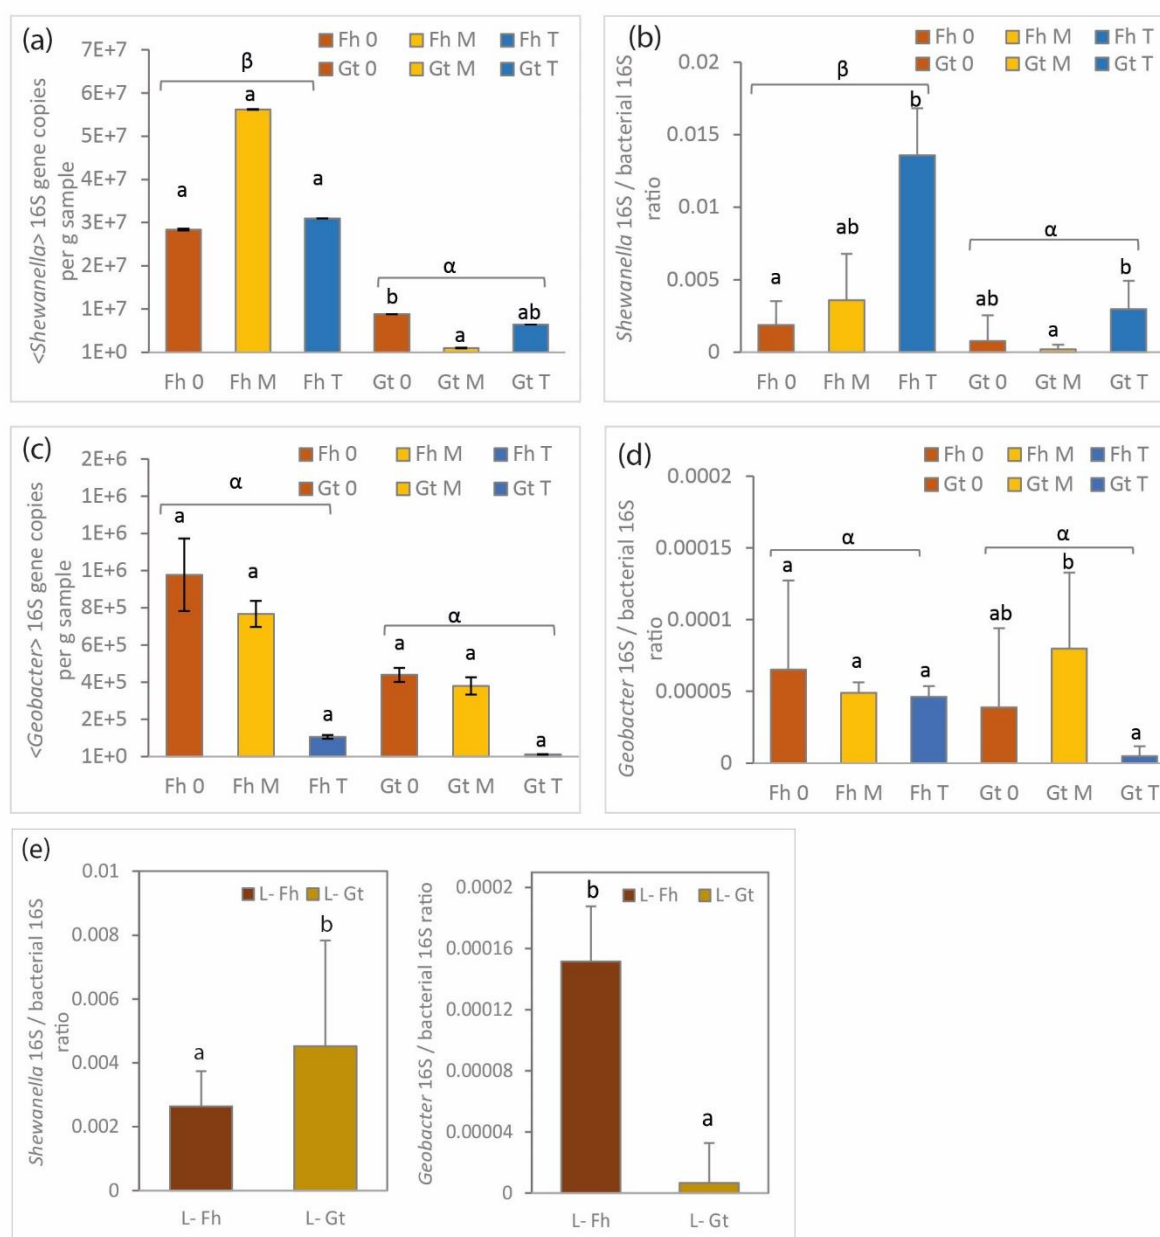 (a)
Fh 0 Fh M Fh T
Gt 0 Gt M Gt T
<Shewanella> 16S gene copies
per g sample
7E+7
6E+7
5E+7
4E+7
3E+7
2E+7
1E+7
1E+0
β
a
a
a
α
b
a
ab
Fh 0 Fh M Fh T Gt 0 Gt M Gt T
(b)
Fh 0 Fh M Fh T
Gt 0 Gt M Gt T
Shewanella 16S / bacterial 16S
ratio
0.02
0.015
0.01
0.005
0
β
a
ab
b
α
ab
a
b
Fh 0 Fh M Fh T Gt 0 Gt M Gt T
(c)
Fh 0 Fh M Fh T
Gt 0 Gt M Gt T
<Geobacter> 16S gene copies
per g sample
2E+6
1E+6
1E+6
1E+6
8E+5
6E+5
4E+5
2E+5
1E+0
α
a
a
a
α
a
a
a
Fh 0 Fh M Fh T Gt 0 Gt M Gt T
(d)
Fh 0 Fh M Fh T
Gt 0 Gt M Gt T
Geobacter 16S / bacterial 16S
ratio
0.0002
0.00015
0.0001
0.00005
0
α
a
a
a
α
ab
b
a
Fh 0 Fh M Fh T Gt 0 Gt M Gt T
(e)
Shewanella 16S / bacterial 16S
ratio
0.01
0.008
0.006
0.004
0.002
0
L- Fh L- Gt
a
b
L- Fh L- Gt
Geobacter 16S / bacterial 16S ratio
0.0002
0.00016
0.00012
0.00008
0.00004
0
L- Fh L- Gt
b
a
L- Fh L- Gt